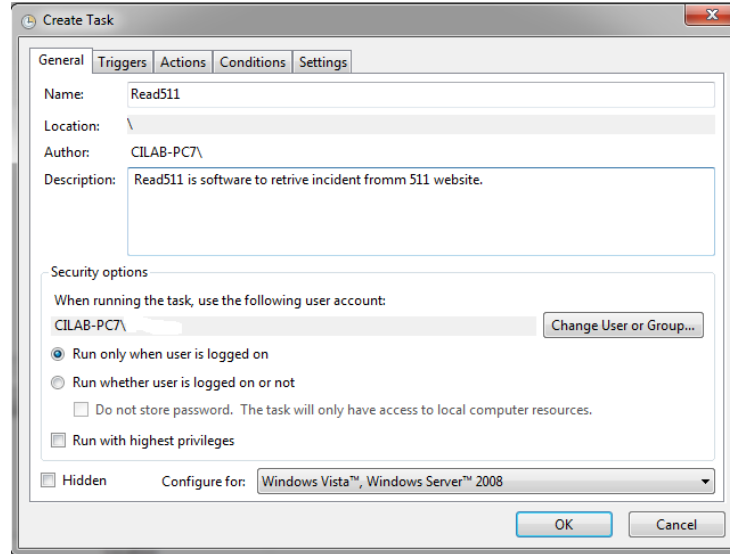 Create Task
General Triggers Actions Conditions Settings
Name: Read511
Location: \
Author: CILAB-PC7\
Description: Read511 is software to retrive incident fromm 511 website.
Security options
When running the task, use the following user account:
CILAB-PC7\ Change User or Group...
Run only when user is logged on
Run whether user is logged on or not
Do not store password. The task will only have access to local computer resources.
Run with highest privileges
Hidden Configure for: Windows Vista™, Windows Server™ 2008
OK Cancel